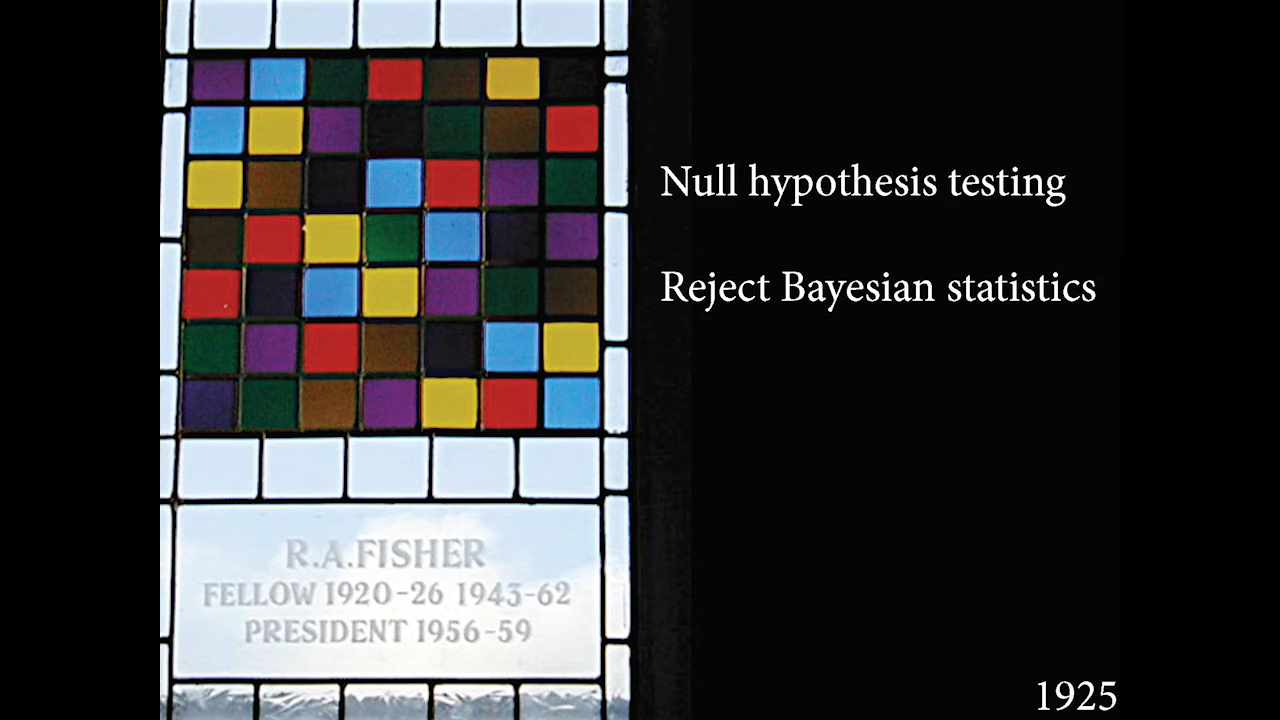 Null hypothesis testing
Reject Bayesian statistics
R.A.FISHER
FELLOW 1920-26 1943-62
PRESIDENT 1956-59
1925